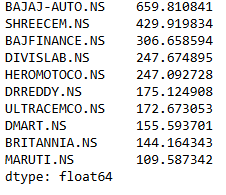 BAJAJ-AUTO.NS    659.810841
SHREECEM.NS      429.919834
BAJFINANCE.NS    306.658594
DIVISLAB.NS      247.674895
HEROMOTOCO.NS    247.092728
DRREDDY.NS       175.124908
ULTRACEMCO.NS    172.673053
DMART.NS         155.593701
BRITANNIA.NS     144.164343
MARUTI.NS        109.587342
dtype: float64